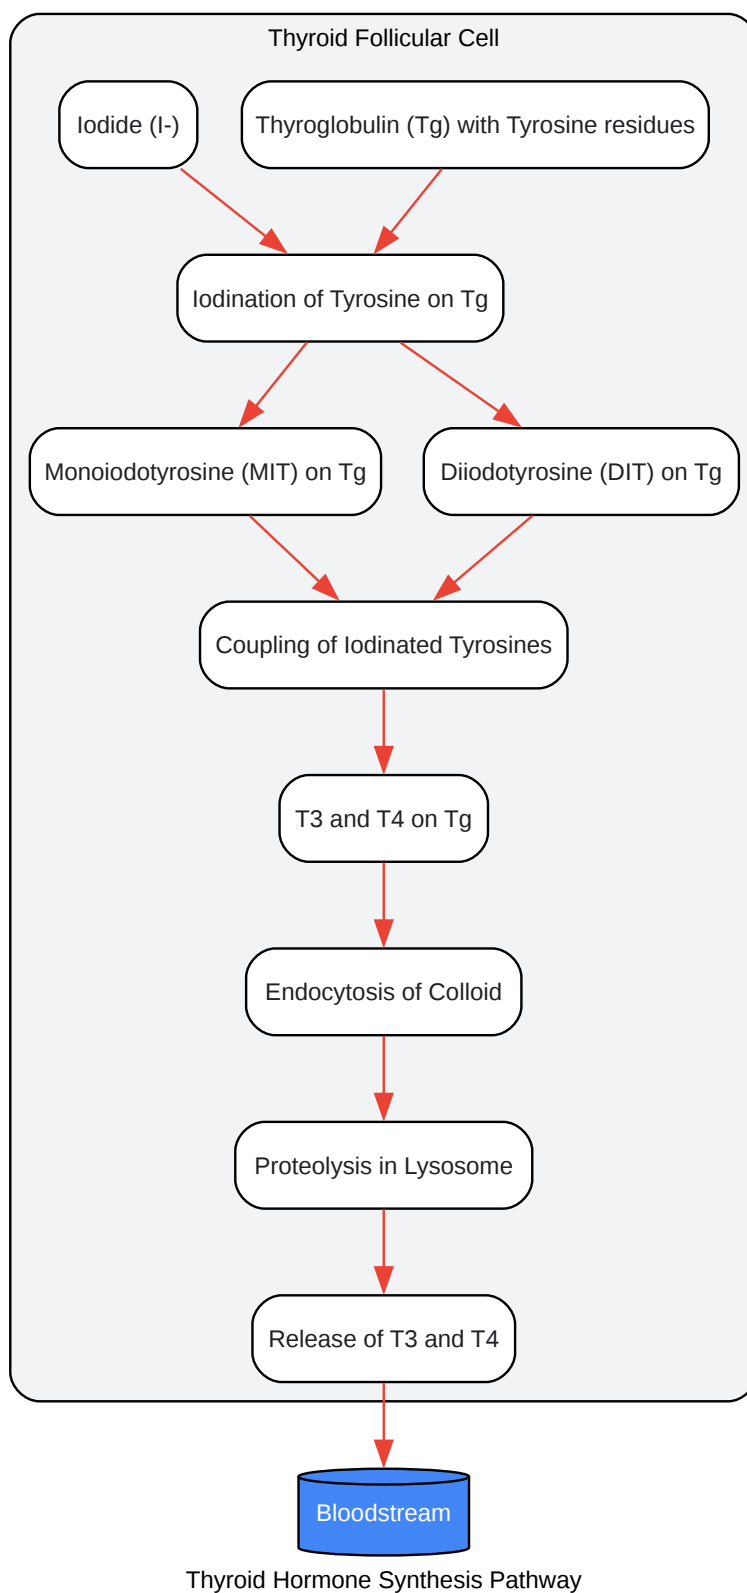 Thyroid Follicular Cell
Iodide (I-)
Thyroglobulin (Tg) with Tyrosine residues
Iodination of Tyrosine on Tg
Monoiodotyrosine (MIT) on Tg
Diiodotyrosine (DIT) on Tg
Coupling of Iodinated Tyrosines
T3 and T4 on Tg
Endocytosis of Colloid
Proteolysis in Lysosome
Release of T3 and T4
Bloodstream
Thyroid Hormone Synthesis Pathway